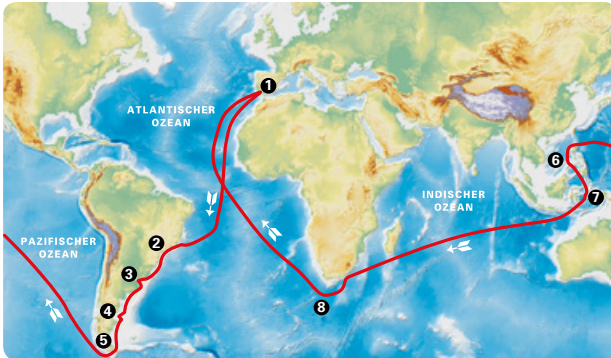 1
ATLANTISCHER
OZEAN
6
INDISCHER
OZEAN
7
PAZIFISCHER
OZEAN
2
3
8
4
5